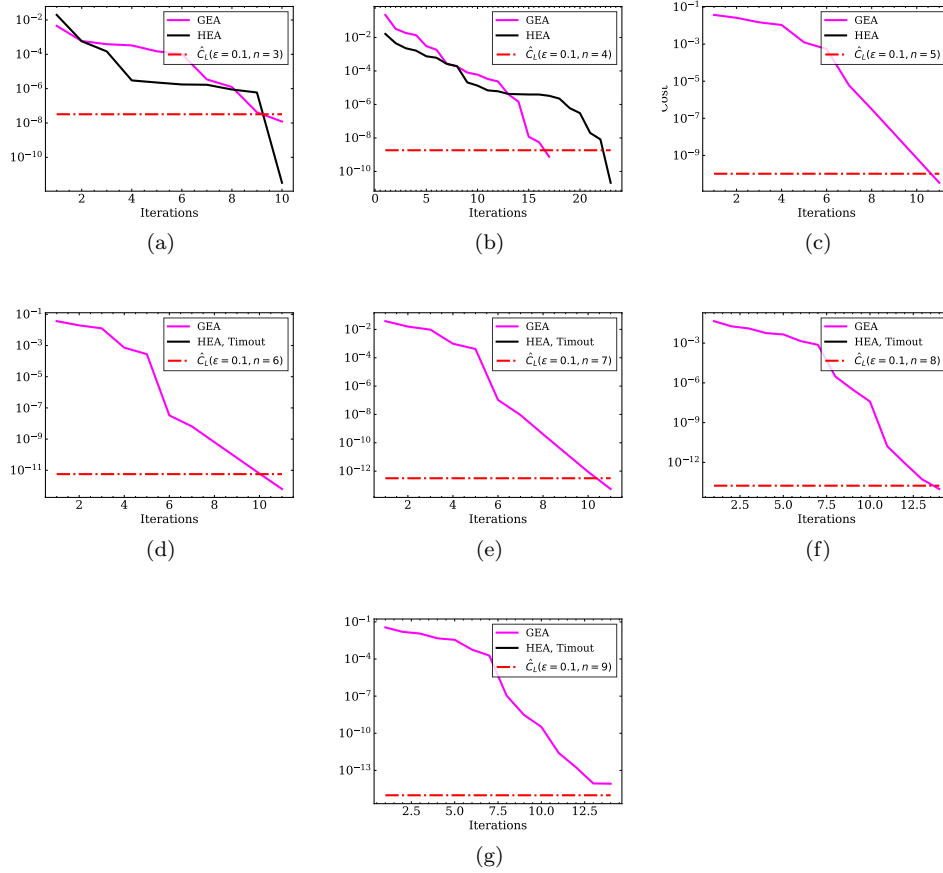 10⁻²
10⁻⁴
10⁻⁶
10⁻⁸
10⁻¹⁰
2 4 6 8 10
Iterations
GEA
HEA
Ĉ_L(ε = 0.1, n = 3)
(a)
10⁻²
10⁻⁴
10⁻⁶
10⁻⁸
10⁻¹⁰
0 5 10 15 20
Iterations
GEA
HEA
Ĉ_L(ε = 0.1, n = 4)
(b)
10⁻¹
10⁻³
10⁻⁵
10⁻⁷
10⁻⁹
Cost
2 4 6 8 10
Iterations
GEA
HEA
Ĉ_L(ε = 0.1, n = 5)
(c)
10⁻¹
10⁻³
10⁻⁵
10⁻⁷
10⁻⁹
10⁻¹¹
2 4 6 8 10
Iterations
GEA
HEA, Timout
Ĉ_L(ε = 0.1, n = 6)
(d)
10⁻²
10⁻⁴
10⁻⁶
10⁻⁸
10⁻¹⁰
10⁻¹²
2 4 6 8 10
Iterations
GEA
HEA, Timout
Ĉ_L(ε = 0.1, n = 7)
(e)
10⁻³
10⁻⁶
10⁻⁹
10⁻¹²
2.5 5.0 7.5 10.0 12.5
Iterations
GEA
HEA, Timout
Ĉ_L(ε = 0.1, n = 8)
(f)
10⁻¹
10⁻⁴
10⁻⁷
10⁻¹⁰
10⁻¹³
2.5 5.0 7.5 10.0 12.5
Iterations
GEA
HEA, Timout
Ĉ_L(ε = 0.1, n = 9)
(g)